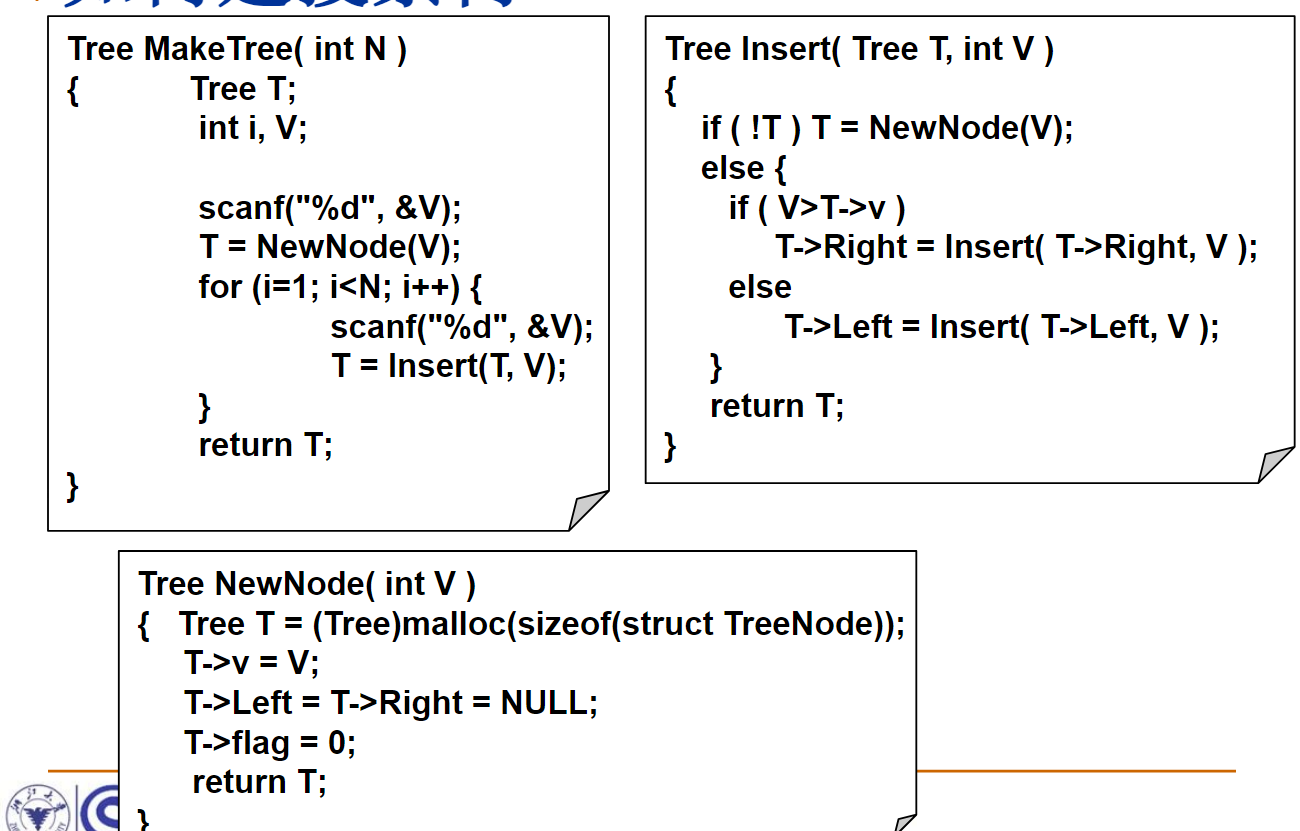 Tree MakeTree( int N )
{ Tree T;
int i, V;
scanf("%d", &V);
T = NewNode(V);
for (i=1; i<N; i++) {
scanf("%d", &V);
T = Insert(T, V);
}
return T;
}
Tree Insert( Tree T, int V )
{
if ( !T ) T = NewNode(V);
else {
if ( V>T->v )
T->Right = Insert( T->Right, V );
else
T->Left = Insert( T->Left, V );
}
return T;
}
Tree NewNode( int V )
{ Tree T = (Tree)malloc(sizeof(struct TreeNode));
T->v = V;
T->Left = T->Right = NULL;
T->flag = 0;
return T;
}